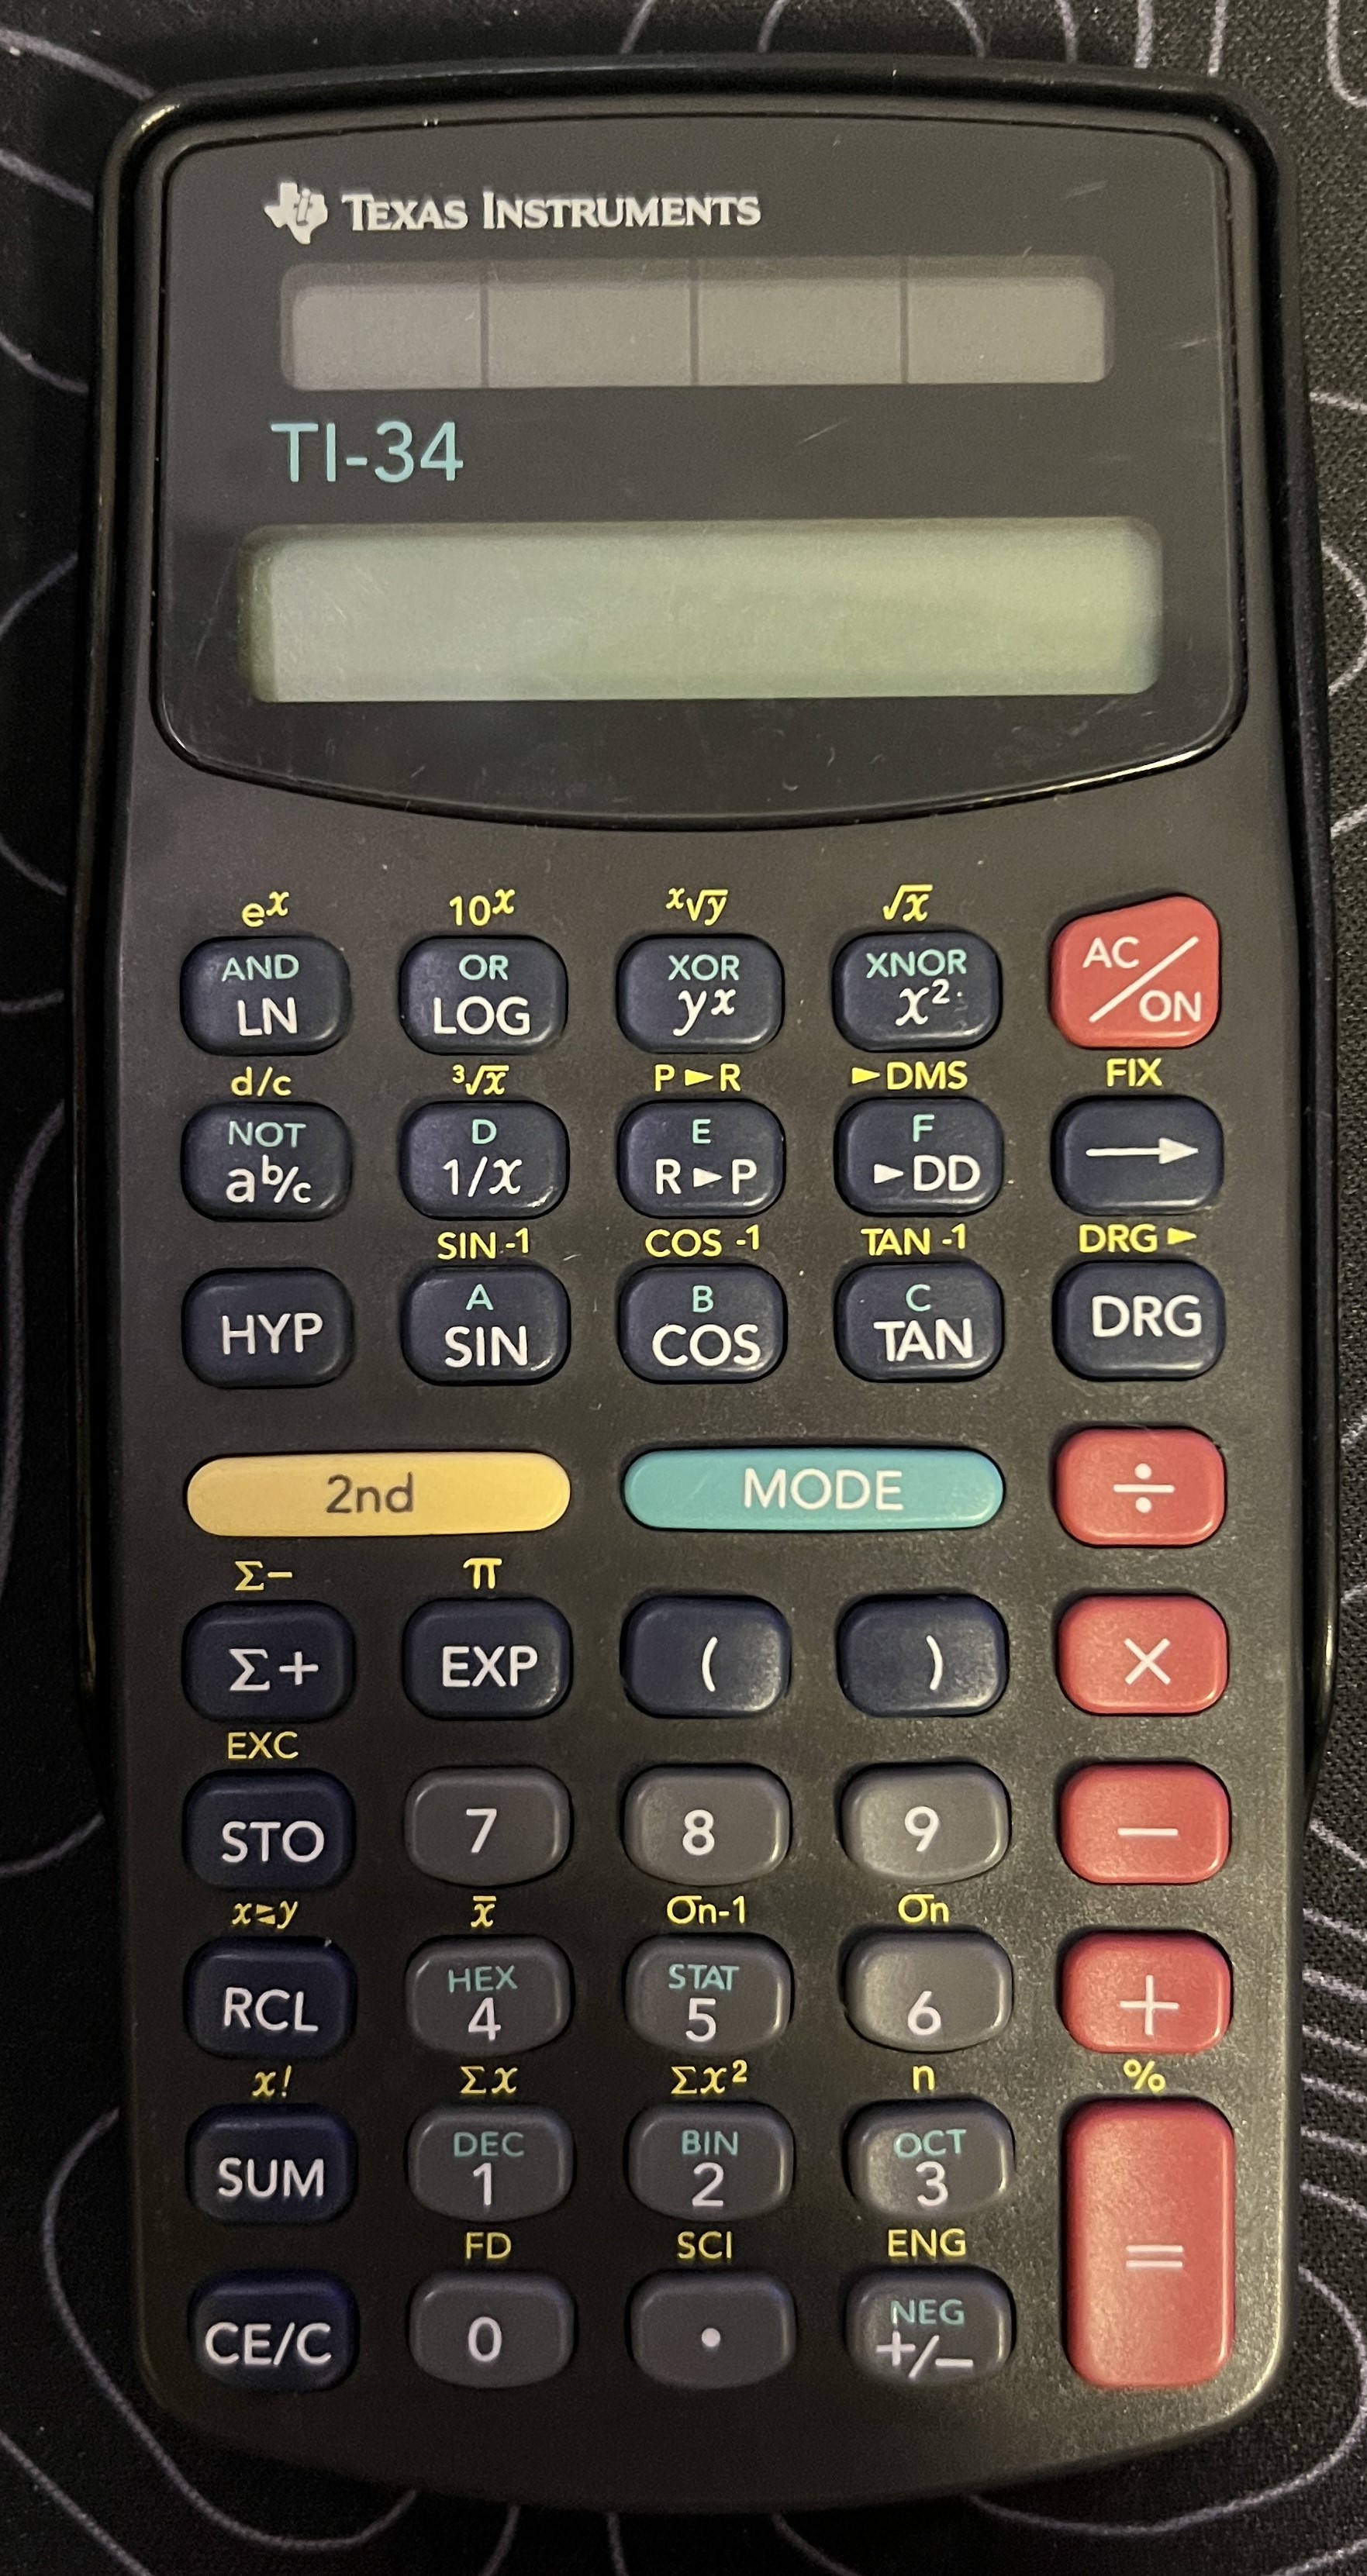 TEXAS INSTRUMENTS
TI-34
eˣ 10ˣ ˣ√y √x
AND OR XOR XNOR AC/ON
LN LOG yˣ x²
d/c ³√x P►R ►DMS FIX
NOT D E F
ab/c 1/x R►P ►DD →
SIN-1 COS-1 TAN-1 DRG►
A B C
HYP SIN COS TAN DRG
2nd MODE ÷
Σ- π
Σ+ EXP ( ) ×
EXC
STO 7 8 9 −
x⇄y x̄ σn-1 σn
HEX STAT
RCL 4 5 6 +
x! Σx Σx² n %
DEC BIN OCT
SUM 1 2 3
FD SCI ENG
NEG =
CE/C 0 . +/−